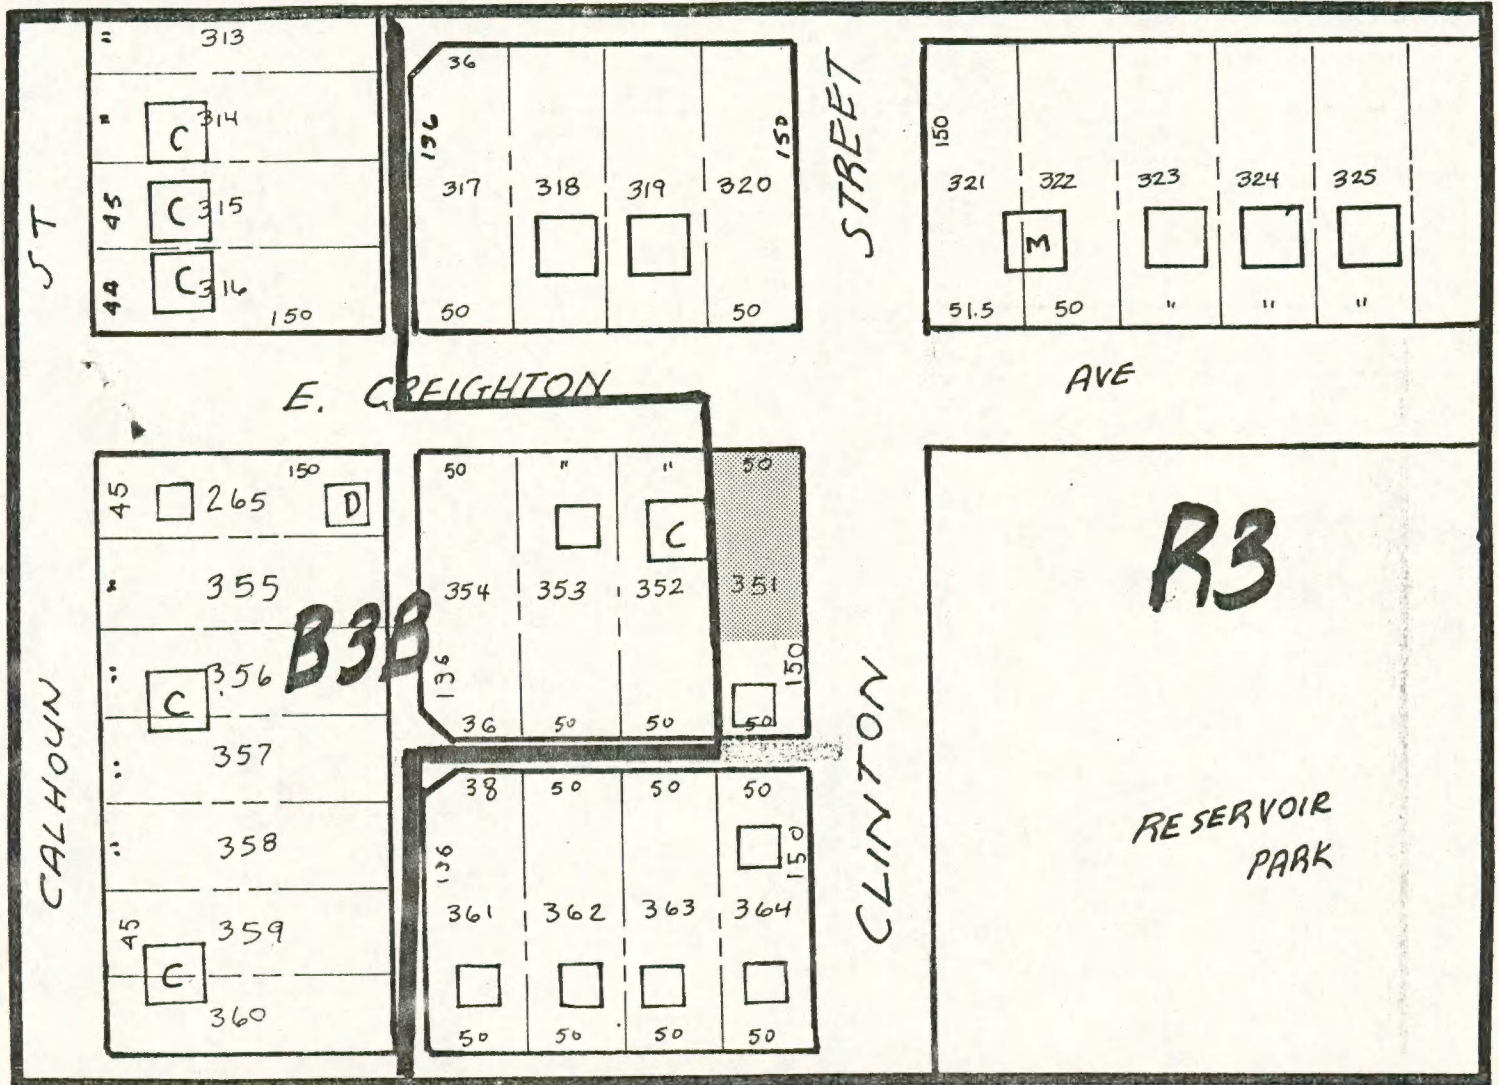 " 313
" C 314
45 C 315
44 C 316
150
ST
36
136 150
317 318 319 320
50 50
STREET
150
321 322 323 324 325
M
51.5 50 " " "
E. CREIGHTON AVE
45 265 150 D
" 355
B3B
" 356
C
" 357
" 358
45 359
C
360
CALHOUN
50 " " 50
C
354 353 352 351
136 150
36 50 50 50
38 50 50 50
136 150
361 362 363 364
50 50 50 50
CLINTON
R3
RESERVOIR
PARK